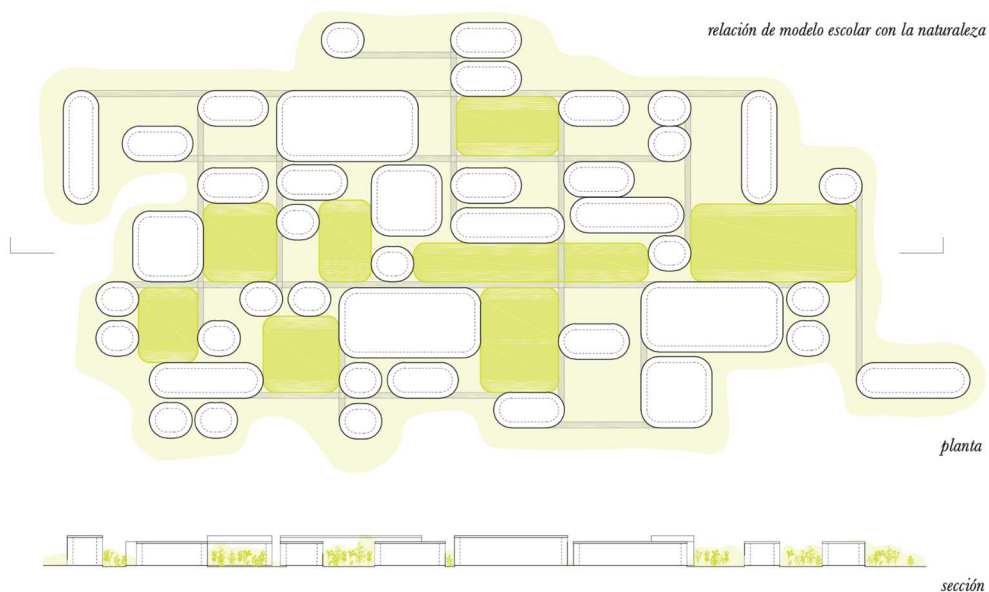 relación de modelo escolar con la naturaleza
planta
sección